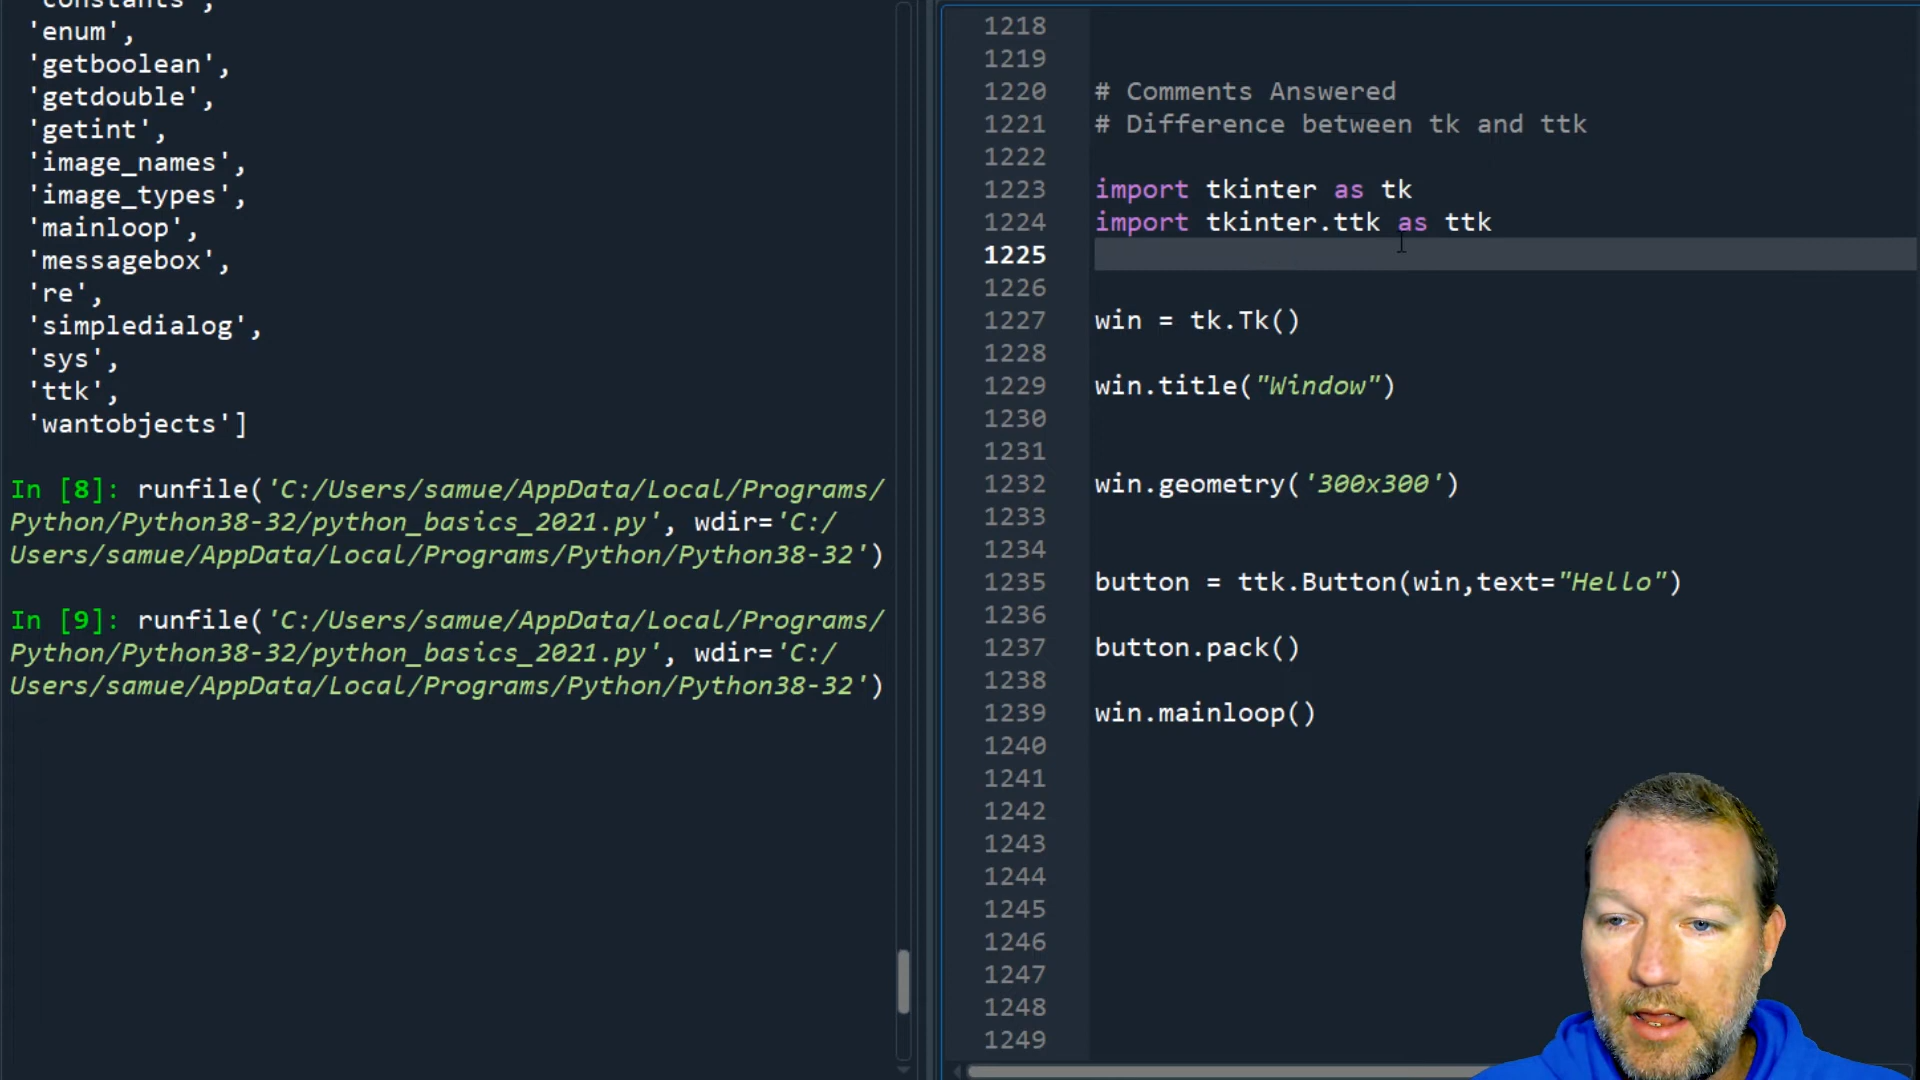 'constants',
'enum',
'getboolean',
'getdouble',
'getint',
'image_names',
'image_types',
'mainloop',
'messagebox',
're',
'simpledialog',
'sys',
'ttk',
'wantobjects']
In [8]: runfile('C:/Users/samue/AppData/Local/Programs/
Python/Python38-32/python_basics_2021.py', wdir='C:/
Users/samue/AppData/Local/Programs/Python/Python38-32')
In [9]: runfile('C:/Users/samue/AppData/Local/Programs/
Python/Python38-32/python_basics_2021.py', wdir='C:/
Users/samue/AppData/Local/Programs/Python/Python38-32')
1218
1219
1220 # Comments Answered
1221 # Difference between tk and ttk
1222
1223 import tkinter as tk
1224 import tkinter.ttk as ttk
1225
1226
1227 win = tk.Tk()
1228
1229 win.title("Window")
1230
1231
1232 win.geometry('300x300')
1233
1234
1235 button = ttk.Button(win,text="Hello")
1236
1237 button.pack()
1238
1239 win.mainloop()
1240
1241
1242
1243
1244
1245
1246
1247
1248
1249